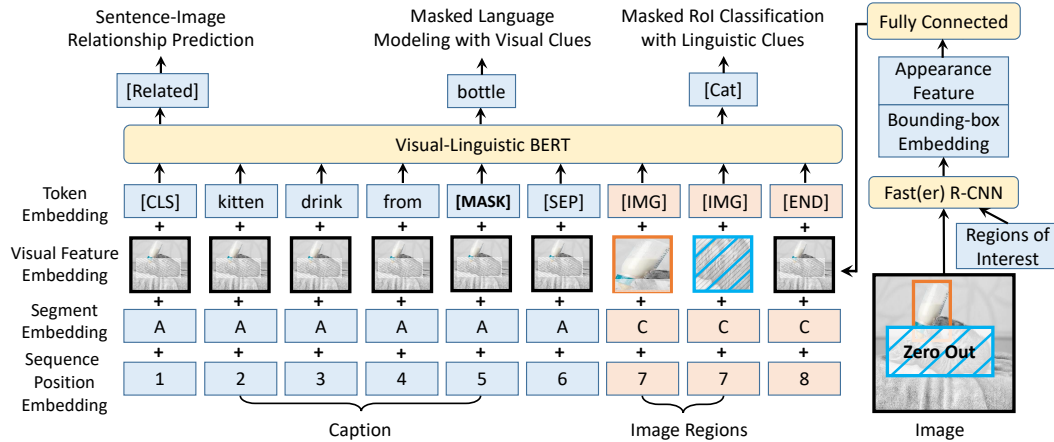 Sentence-Image
Relationship Prediction
Masked Language
Modeling with Visual Clues
Masked RoI Classification
with Linguistic Clues
Fully Connected
[Related]
bottle
[Cat]
Appearance
Feature
Bounding-box
Embedding
Visual-Linguistic BERT
Fast(er) R-CNN
Regions of
Interest
Token
Embedding
[CLS] kitten drink from [MASK] [SEP] [IMG] [IMG] [END]
+ + + + + + + + +
Visual Feature
Embedding
+ + + + + + + + +
Segment
Embedding
A A A A A A C C C
+ + + + + + + + +
Sequence
Position
Embedding
1 2 3 4 5 6 7 7 8
Zero Out
Caption
Image Regions
Image